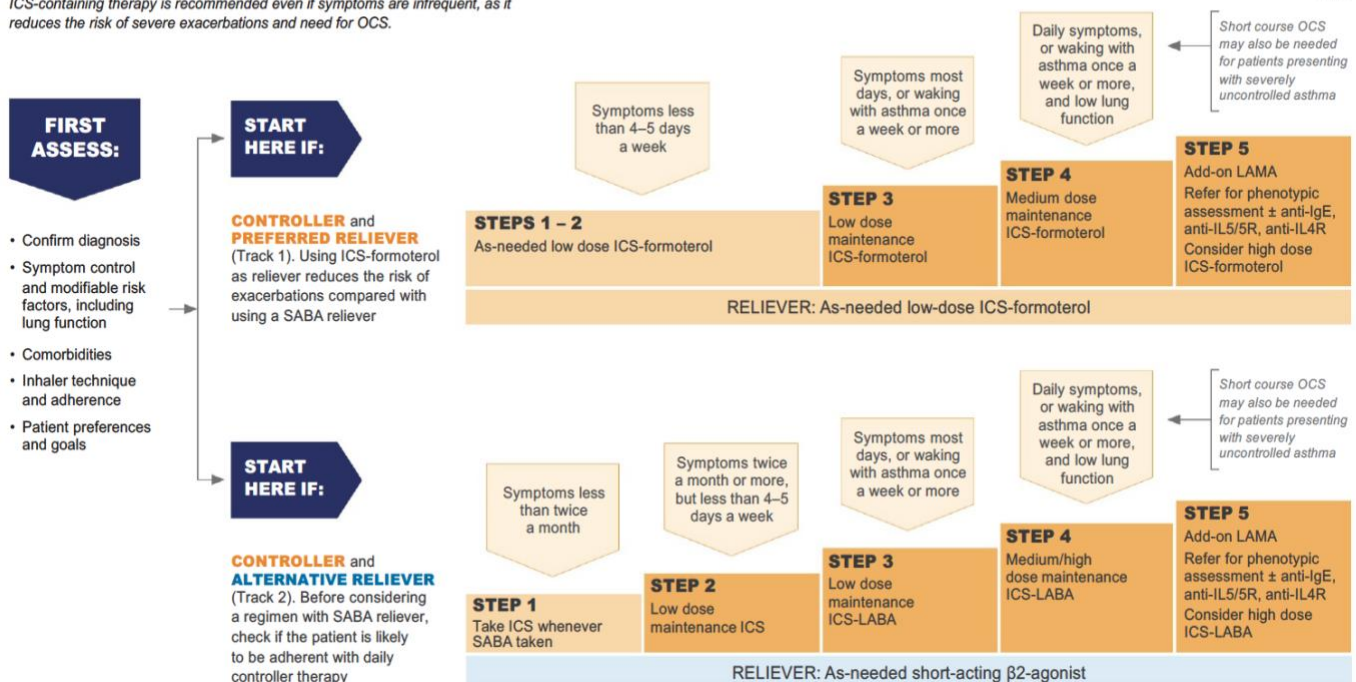 ICS-containing therapy is recommended even if symptoms are infrequent, as it
reduces the risk of severe exacerbations and need for OCS.
FIRST
ASSESS:
• Confirm diagnosis
• Symptom control
and modifiable risk
factors, including
lung function
• Comorbidities
• Inhaler technique
and adherence
• Patient preferences
and goals
START
HERE IF:
CONTROLLER and
PREFERRED RELIEVER
(Track 1). Using ICS-formoterol
as reliever reduces the risk of
exacerbations compared with
using a SABA reliever
Symptoms less
than 4–5 days
a week
Symptoms most
days, or waking
with asthma once
a week or more
Daily symptoms,
or waking with
asthma once a
week or more,
and low lung
function
Short course OCS
may also be needed
for patients presenting
with severely
uncontrolled asthma
STEPS 1 – 2
As-needed low dose ICS-formoterol
STEP 3
Low dose
maintenance
ICS-formoterol
STEP 4
Medium dose
maintenance
ICS-formoterol
STEP 5
Add-on LAMA
Refer for phenotypic
assessment ± anti-IgE,
anti-IL5/5R, anti-IL4R
Consider high dose
ICS-formoterol
RELIEVER: As-needed low-dose ICS-formoterol
START
HERE IF:
CONTROLLER and
ALTERNATIVE RELIEVER
(Track 2). Before considering
a regimen with SABA reliever,
check if the patient is likely
to be adherent with daily
controller therapy
Symptoms less
than twice
a month
Symptoms twice
a month or more,
but less than 4–5
days a week
Symptoms most
days, or waking
with asthma once
a week or more
Daily symptoms,
or waking with
asthma once a
week or more,
and low lung
function
Short course OCS
may also be needed
for patients presenting
with severely
uncontrolled asthma
STEP 1
Take ICS whenever
SABA taken
STEP 2
Low dose
maintenance ICS
STEP 3
Low dose
maintenance
ICS-LABA
STEP 4
Medium/high
dose maintenance
ICS-LABA
STEP 5
Add-on LAMA
Refer for phenotypic
assessment ± anti-IgE,
anti-IL5/5R, anti-IL4R
Consider high dose
ICS-LABA
RELIEVER: As-needed short-acting β2-agonist